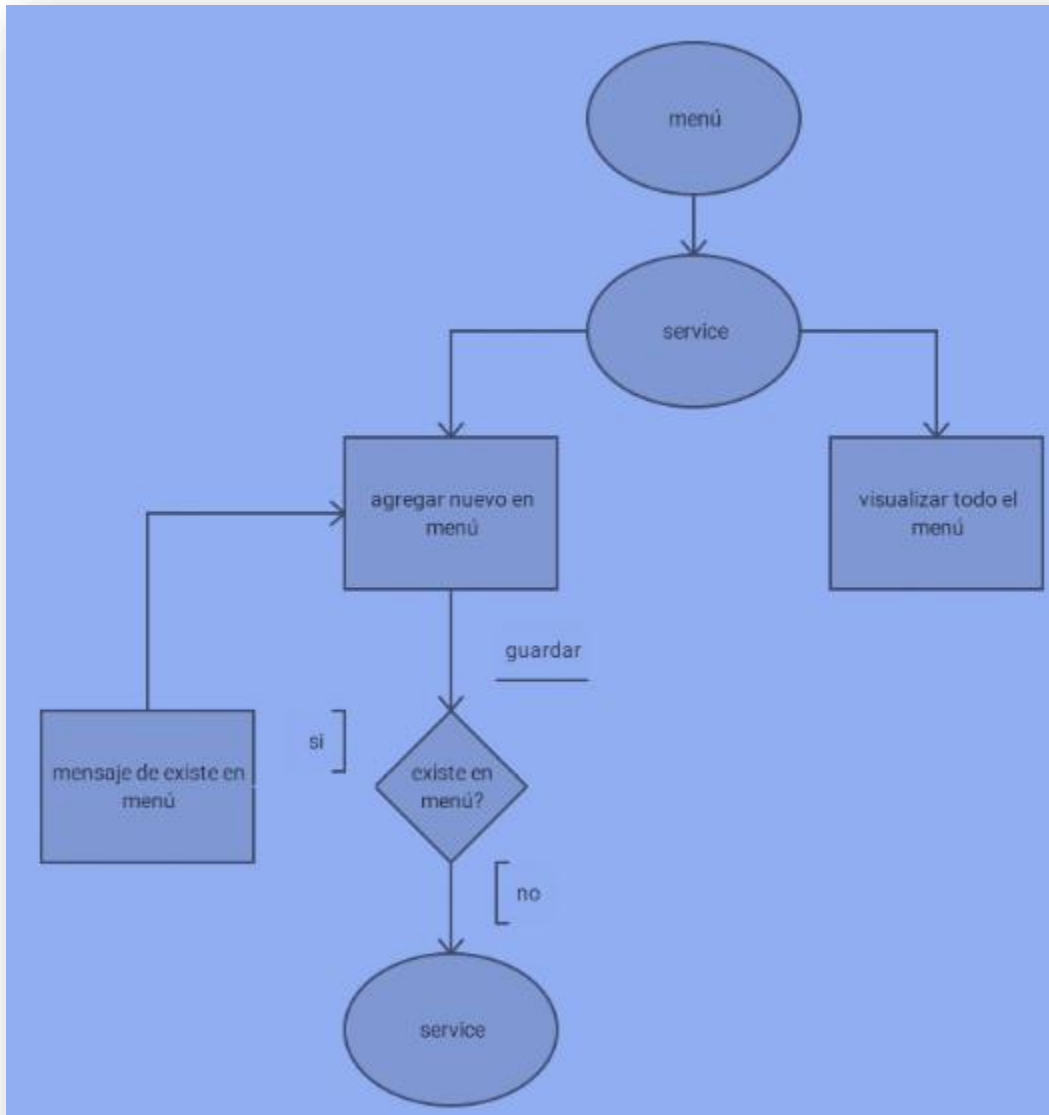 menú
service
agregar nuevo en
menú
visualizar todo el
menú
guardar
si
mensaje de existe en
menú
existe en
menú?
no
service